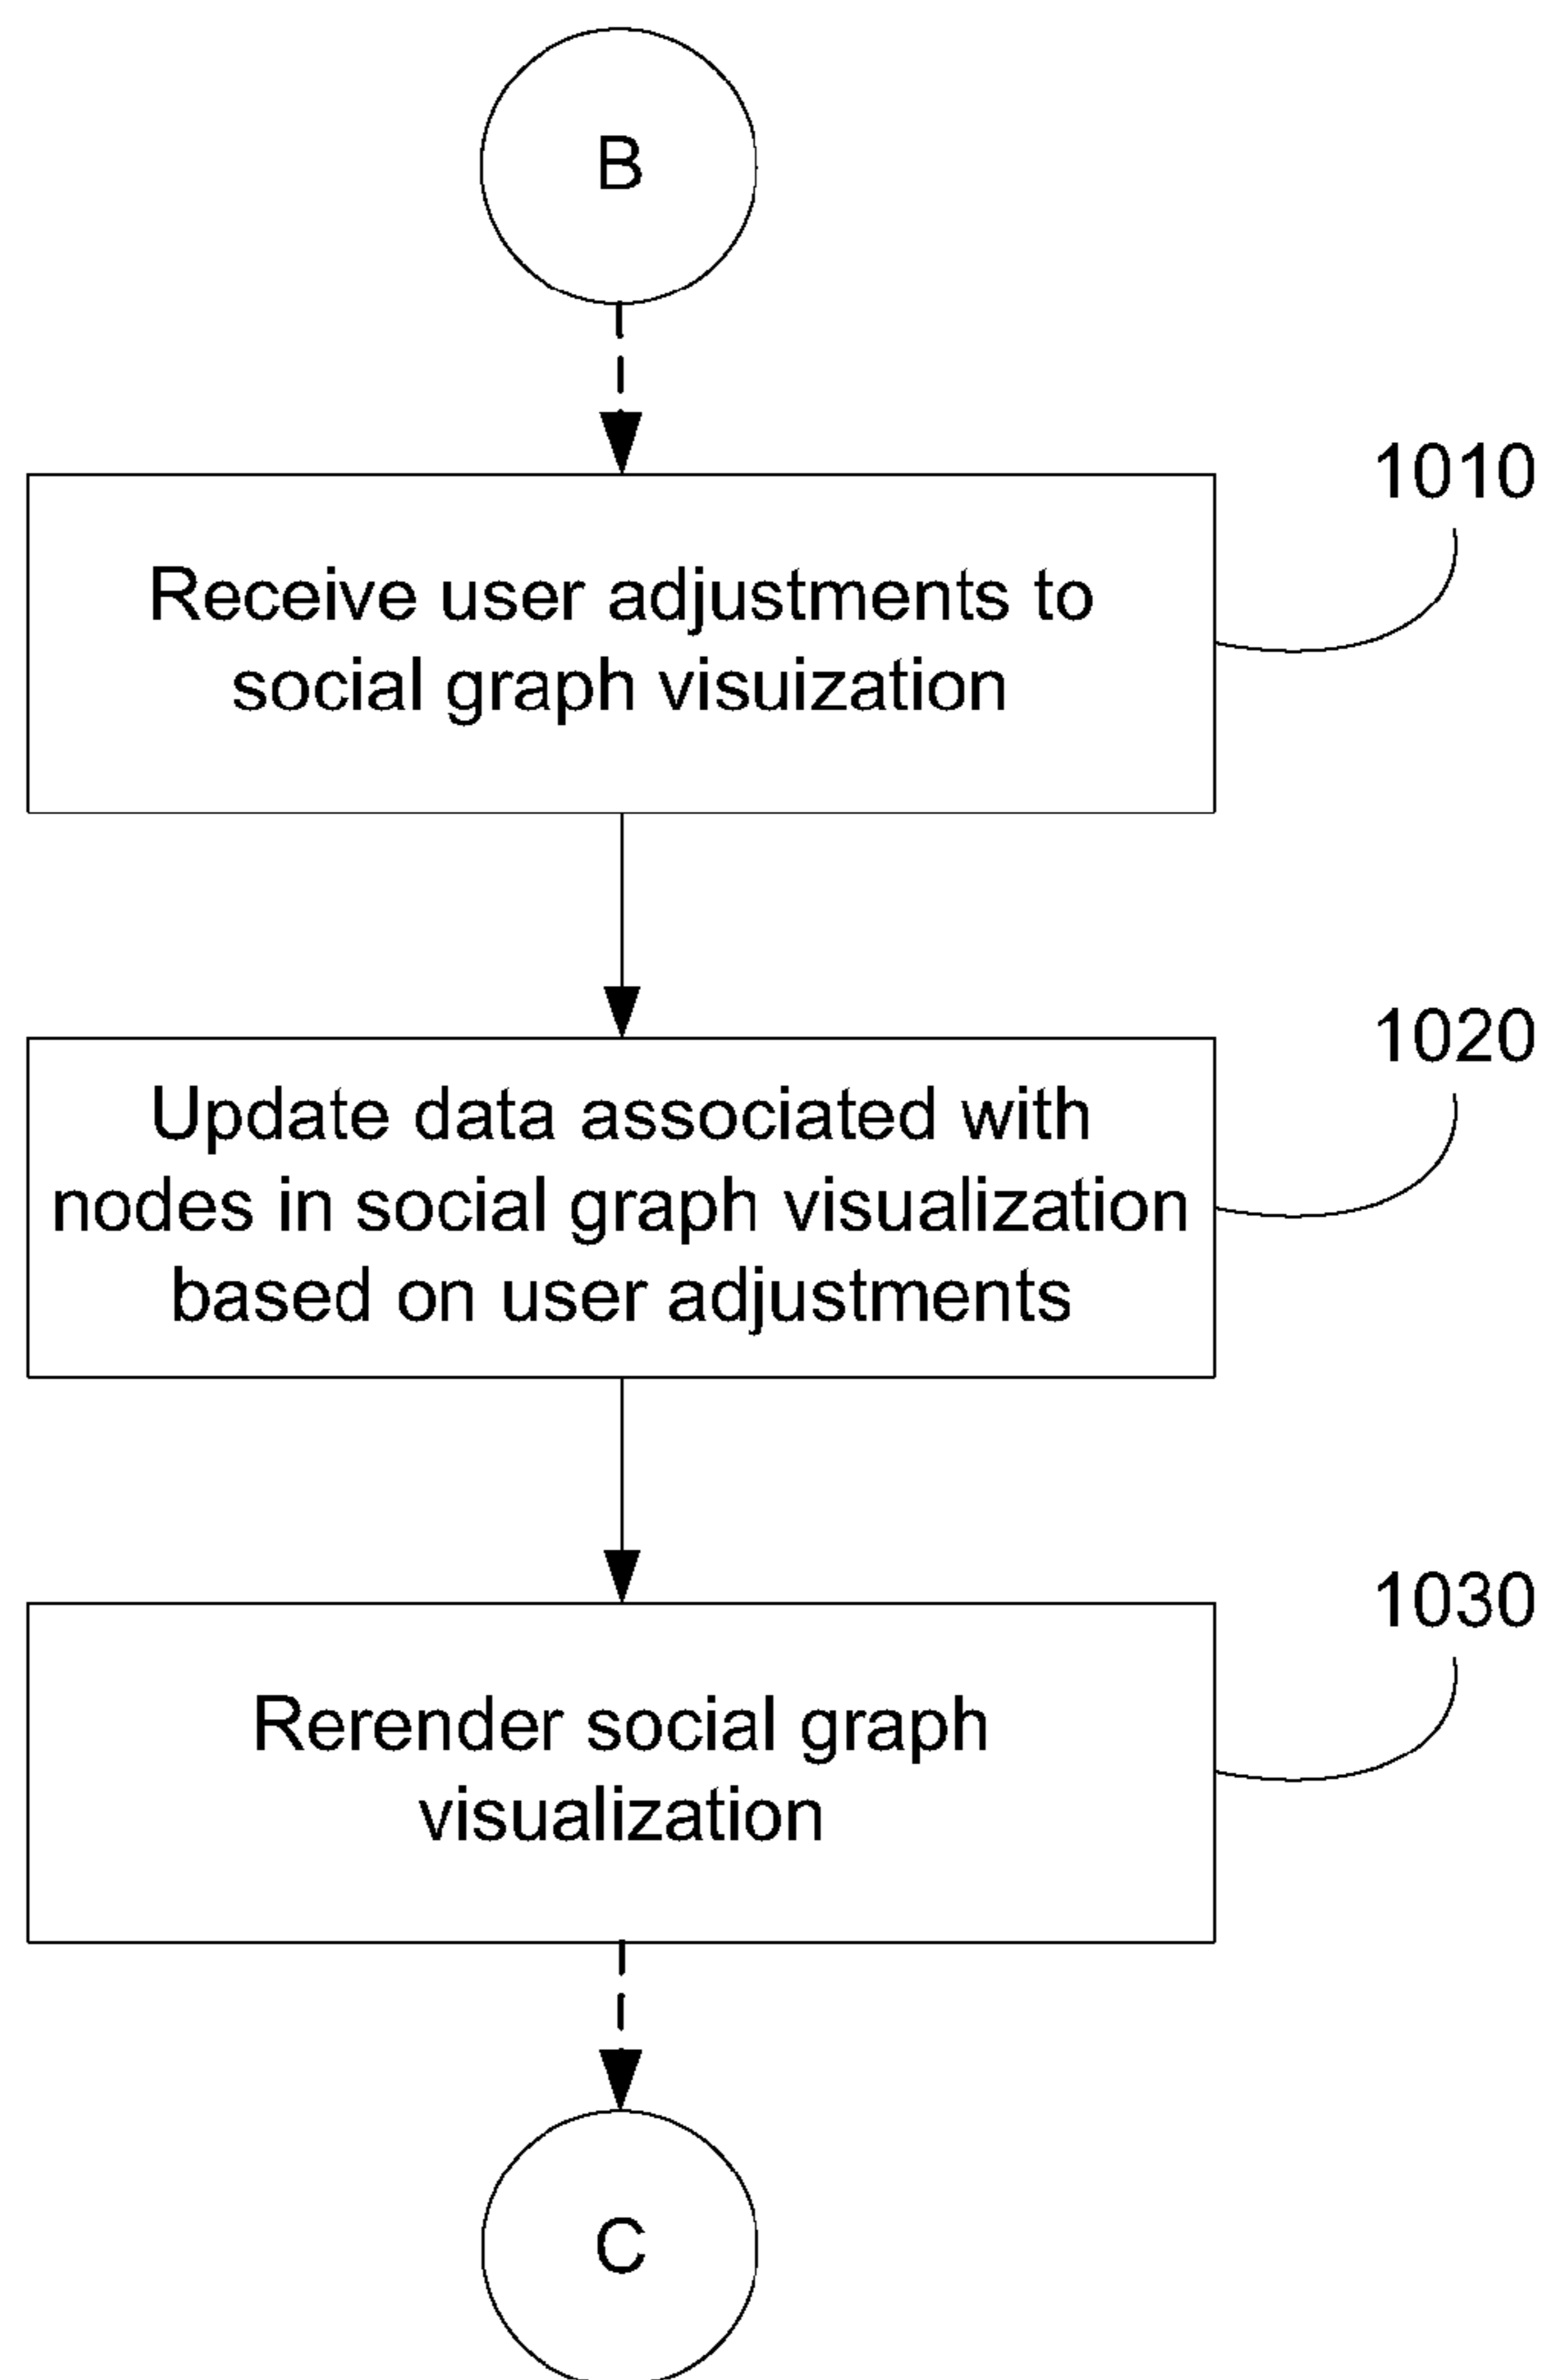 B
1010
Receive user adjustments to
social graph visuization
1020
Update data associated with
nodes in social graph visualization
based on user adjustments
1030
Rerender social graph
visualization
C